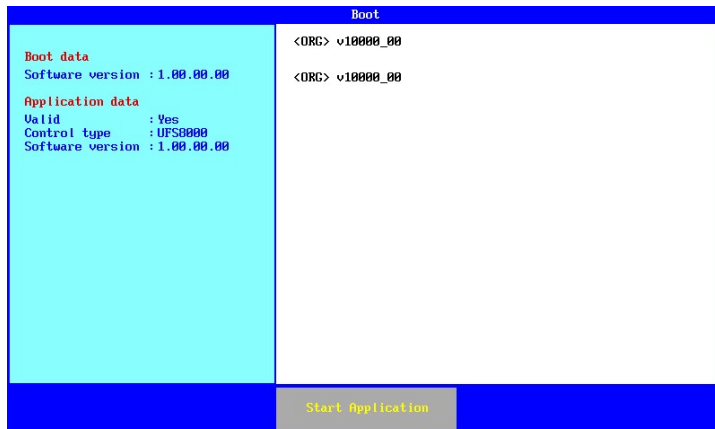 Boot
Boot data
Software version : 1.00.00.00
Application data
Valid : Yes
Control type : UFS8000
Software version : 1.00.00.00
<ORG> v10000_00
<ORG> v10000_00
Start Application